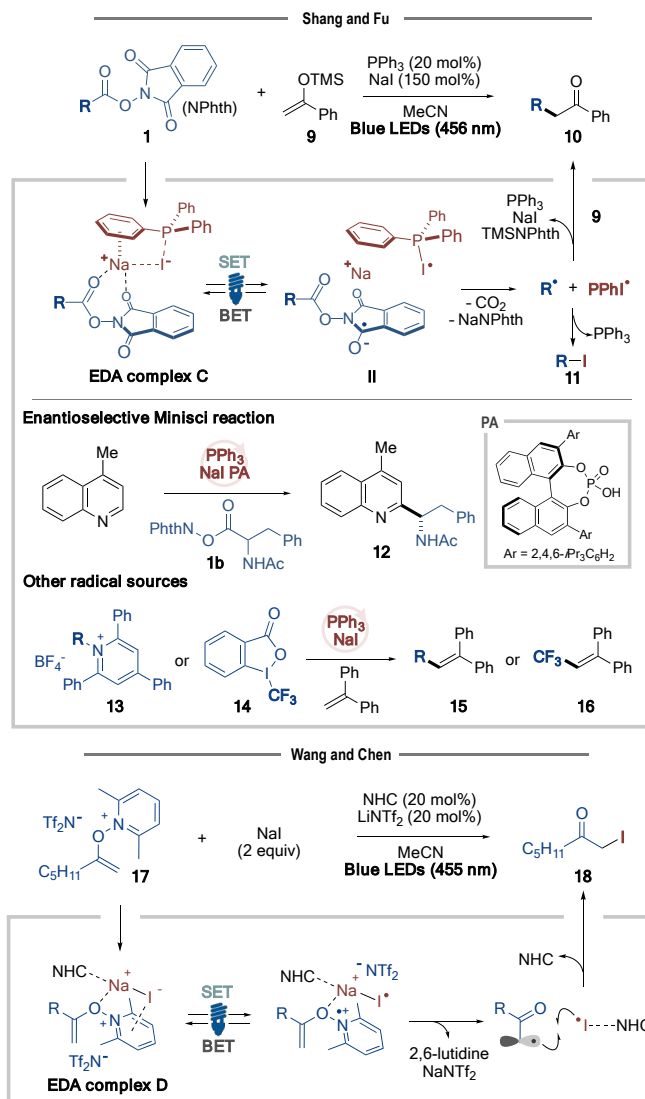 Shang and Fu
O
R
O
N
O
O
(NPhth)
1
+
OTMS
Ph
9
PPh3 (20 mol%)
NaI (150 mol%)
MeCN
Blue LEDs (456 nm)
O
R
Ph
10
Ph
P
Ph
+
Na
I-
R
O
O
N
O
O
EDA complex C
SET
BET
Ph
P
Ph
I•
+
Na
R
O
O
N
O
O-
II
- CO2
- NaNPhth
PPh3
NaI
TMSNPhth
9
R• + PPhI•
PPh3
R–I
11
Enantioselective Minisci reaction
Me
N
PPh3
NaI PA
PhthN
O
O
Ph
NHAc
1b
Me
N
Ph
NHAc
12
PA
Ar
O
O
P
O
OH
Ar
Ar = 2,4,6-iPr3C6H2
Other radical sources
BF4-
R
N
+
Ph
Ph
Ph
13
or
O
O
I
CF3
14
PPh3
NaI
Ph
Ph
R
Ph
Ph
15
or
CF3
Ph
Ph
16
Wang and Chen
Tf2N-
+
N
O
C5H11
17
+
NaI
(2 equiv)
NHC (20 mol%)
LiNTf2 (20 mol%)
MeCN
Blue LEDs (455 nm)
O
C5H11
I
18
NHC
Na
+
I
-
R
O
N
+
Tf2N-
EDA complex D
SET
BET
NHC
Na
+
- NTf2
I•
R
O
N
•+
2,6-lutidine
NaNTf2
R
O
•
•I
NHC
NHC